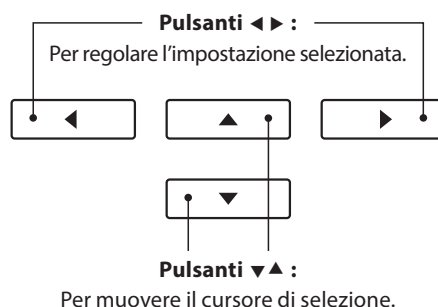 Pulsanti ◀ ▶ :
Per regolare l'impostazione selezionata.
Pulsanti ▼▲ :
Per muovere il cursore di selezione.